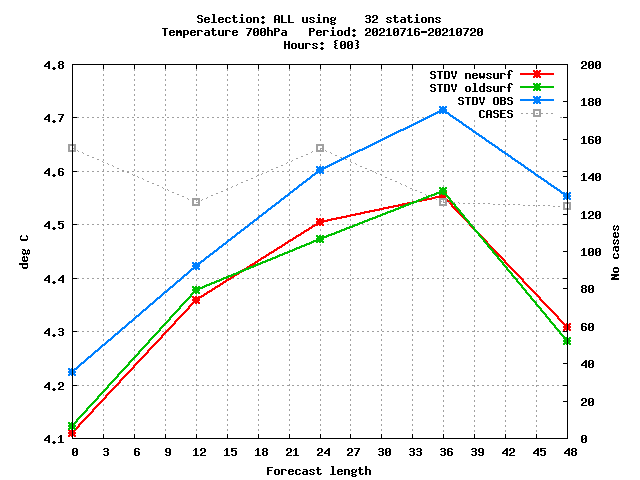 Selection: ALL using    32 stations
Temperature 700hPa   Period: 20210716-20210720
Hours: {00}
4.8 200
STDV newsurf
STDV oldsurf
STDV OBS
CASES
4.7 180
160
4.6 140
4.5 120
deg C
No cases
100
4.4 80
4.3 60
40
4.2 20
4.1 0
0 3 6 9 12 15 18 21 24 27 30 33 36 39 42 45 48
Forecast length